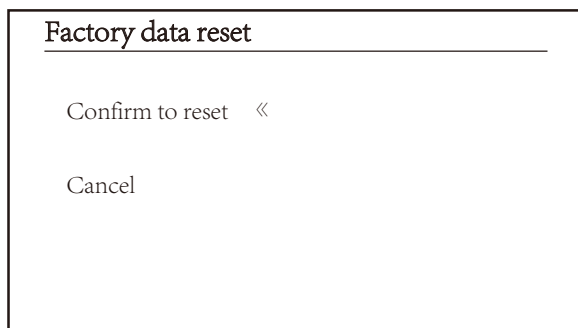 Factory data reset
Confirm to reset 《
Cancel